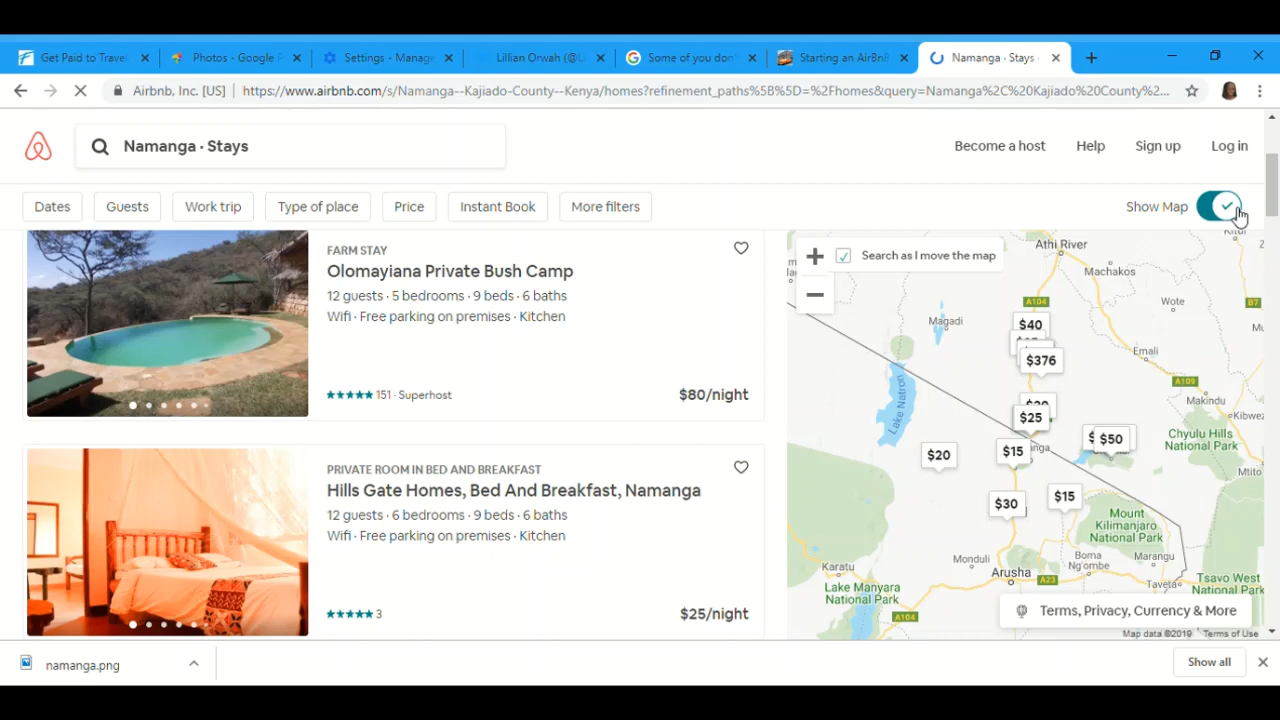 Get Paid to Trave
Photos - Google P
Settings - Manage
Lillian Orwah (@Li
Some of you don'
Starting an AirBnB
Namanga · Stays
Airbnb, Inc. [US]
https://www.airbnb.com/s/Namanga--Kajiado-County--Kenya/homes?refinement_paths%5B%5D=%2Fhomes&query=Namanga%2C%20Kajiado%20County%2...
Namanga · Stays
Become a host
Help
Sign up
Log in
Dates
Guests
Work trip
Type of place
Price
Instant Book
More filters
Show Map
FARM STAY
Olomayiana Private Bush Camp
12 guests · 5 bedrooms · 9 beds · 6 baths
Wifi · Free parking on premises · Kitchen
151 · Superhost
$80/night
PRIVATE ROOM IN BED AND BREAKFAST
Hills Gate Homes, Bed And Breakfast, Namanga
12 guests · 6 bedrooms · 9 beds · 6 baths
Wifi · Free parking on premises · Kitchen
3
$25/night
Search as I move the map
Athi River
Machakos
A104
Wote
B7
Magadi
$40
$376
Emali
A109
Makindu
Kibwez
Lake Natron
$25
Chyulu Hills
National Park
$50
$20
$15
Mtito
$30
$15
Mount
Kilimanjaro
National Park
Monduli
Boma
Ng'ombe
Marangu
Karatu
Arusha
A23
Taveta
Tsavo West
National
Lake Manyara
National Park
A104
Terms, Privacy, Currency & More
Map data ©2019
Terms of Use
namanga.png
Show all